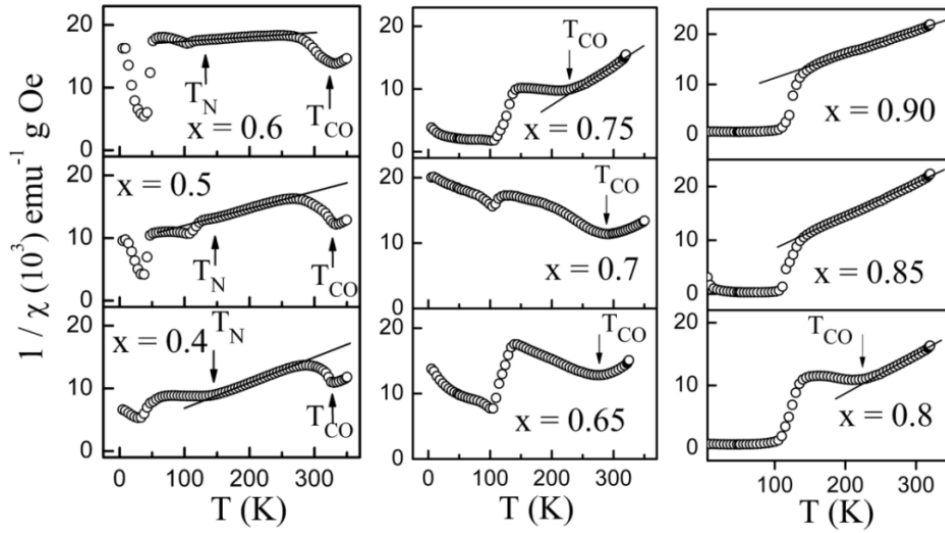 1 / χ (10³) emu⁻¹ g Oe
20
10
0
T_N
x = 0.6
T_CO
20
x = 0.5
10
T_N
T_CO
0
20
T_N
x = 0.4
10
T_CO
0
0 100 200 300
T (K)
20
T_CO
10
x = 0.75
0
20
T_CO
10
x = 0.7
0
20
T_CO
10
x = 0.65
0
0 100 200 300
T (K)
20
10
x = 0.90
0
20
10
x = 0.85
0
20
T_CO
10
x = 0.8
0
100 200 300
T (K)